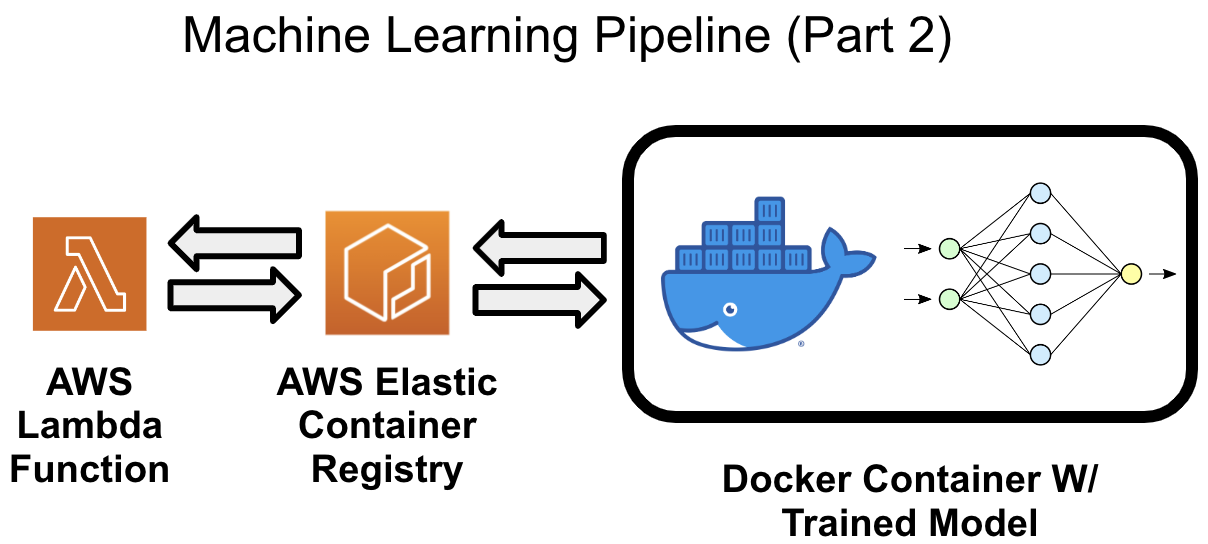 Machine Learning Pipeline (Part 2)
AWS
Lambda
Function
AWS Elastic
Container
Registry
®
Docker Container W/
Trained Model